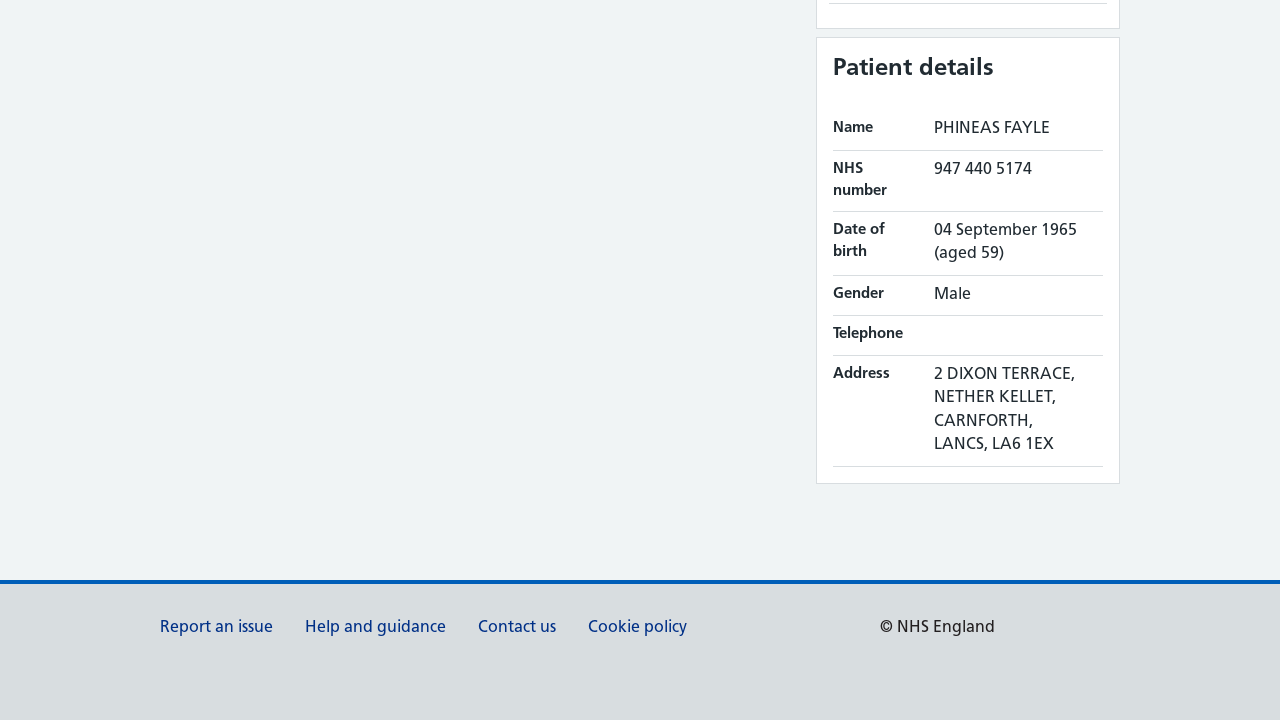 Patient details
Name PHINEAS FAYLE
NHS number 947 440 5174
Date of birth 04 September 1965
(aged 59)
Gender Male
Telephone
Address 2 DIXON TERRACE,
NETHER KELLET,
CARNFORTH,
LANCS, LA6 1EX
Report an issue Help and guidance Contact us Cookie policy © NHS England